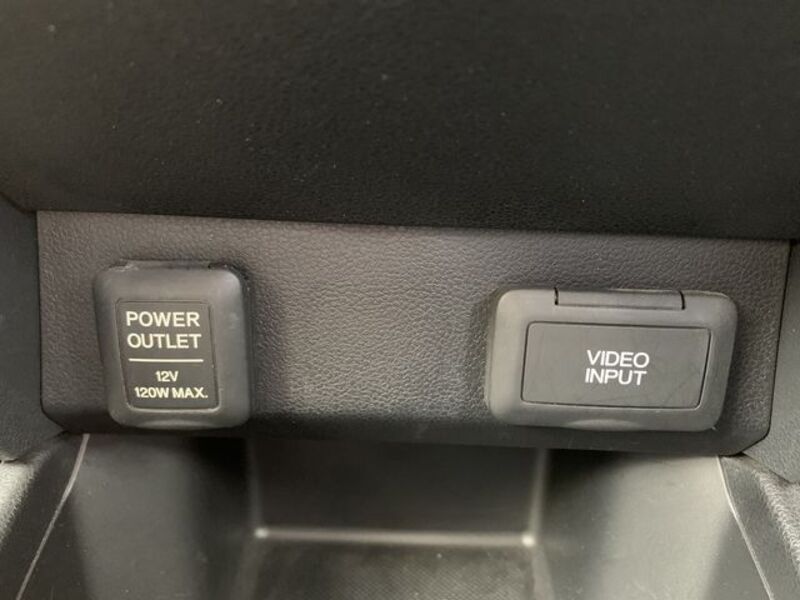 POWER
OUTLET
12V
120W MAX.
VIDEO
INPUT